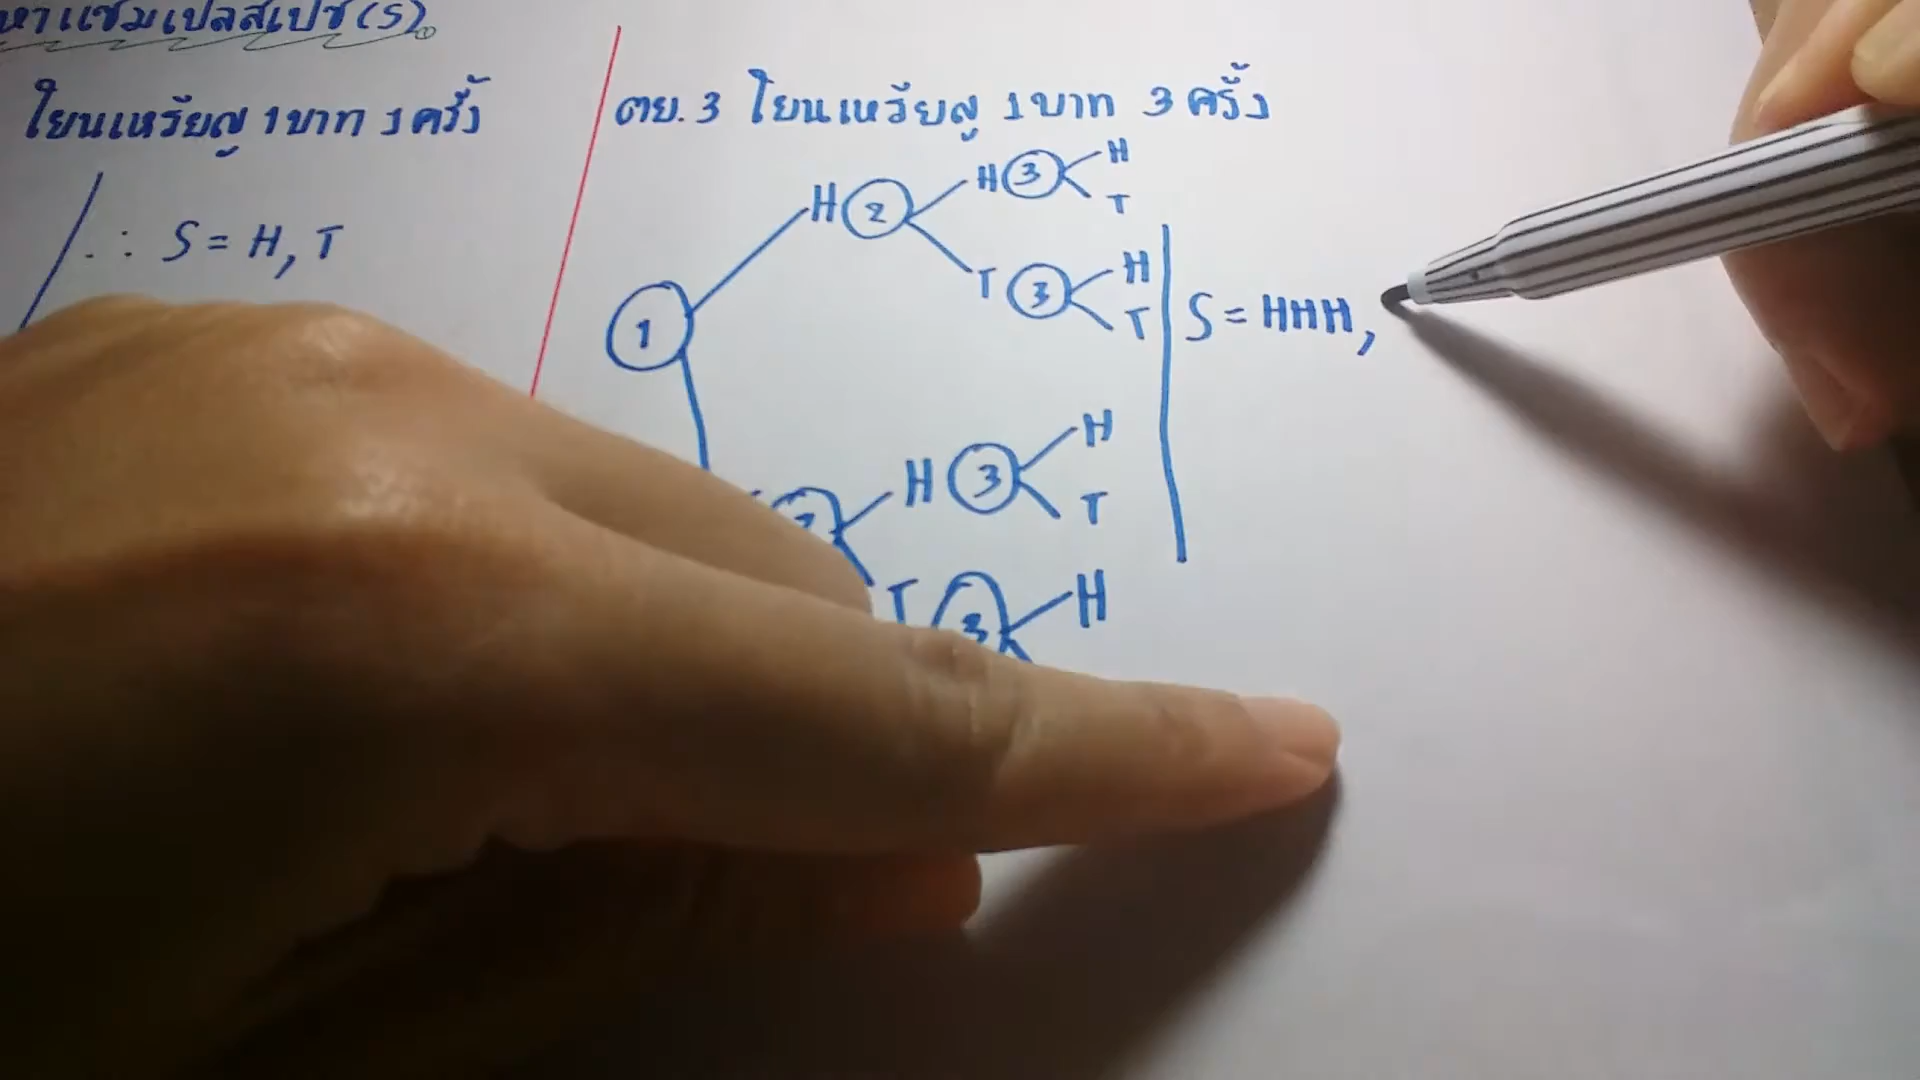 หาแซมเปิลสเปซ(S)
โยนเหรียญ 1บาท 1ครั้ง
∴ S = H, T
ตย. 3 โยนเหรียญ 1บาท 3 ครั้ง
H
H 3
T
H 2
H
T 3
T
1
S = HHH,
H
H 3
T
2
T 3
H